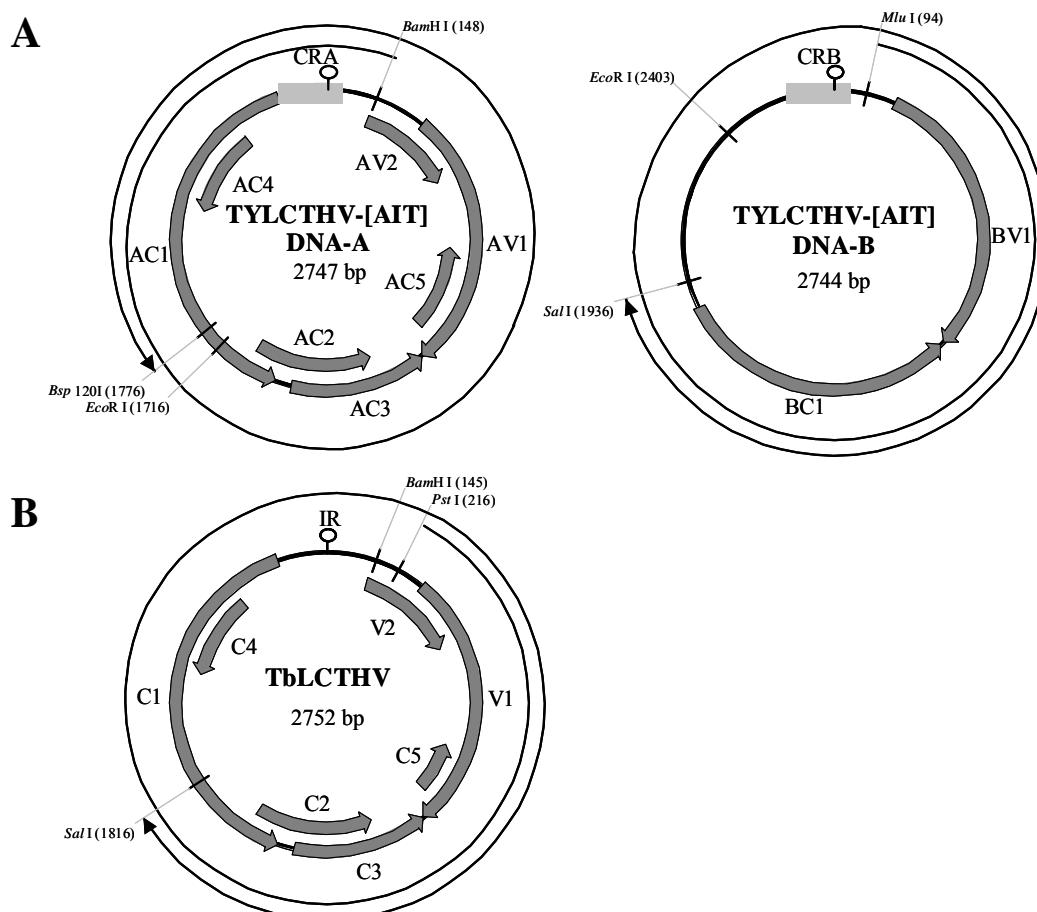 A
BamH I (148)
CRA
AV2
AC4
TYLCTHV-[AIT]
DNA-A
2747 bp
AC1
AV1
AC5
AC2
AC3
Bsp 120I (1776)
EcoR I (1716)
Mlu I (94)
CRB
EcoR I (2403)
TYLCTHV-[AIT]
DNA-B
2744 bp
BV1
Sal I (1936)
BC1
B
BamH I (145)
Pst I (216)
IR
V2
C4
TbLCTHV
2752 bp
C1
V1
C5
C2
C3
Sal I (1816)